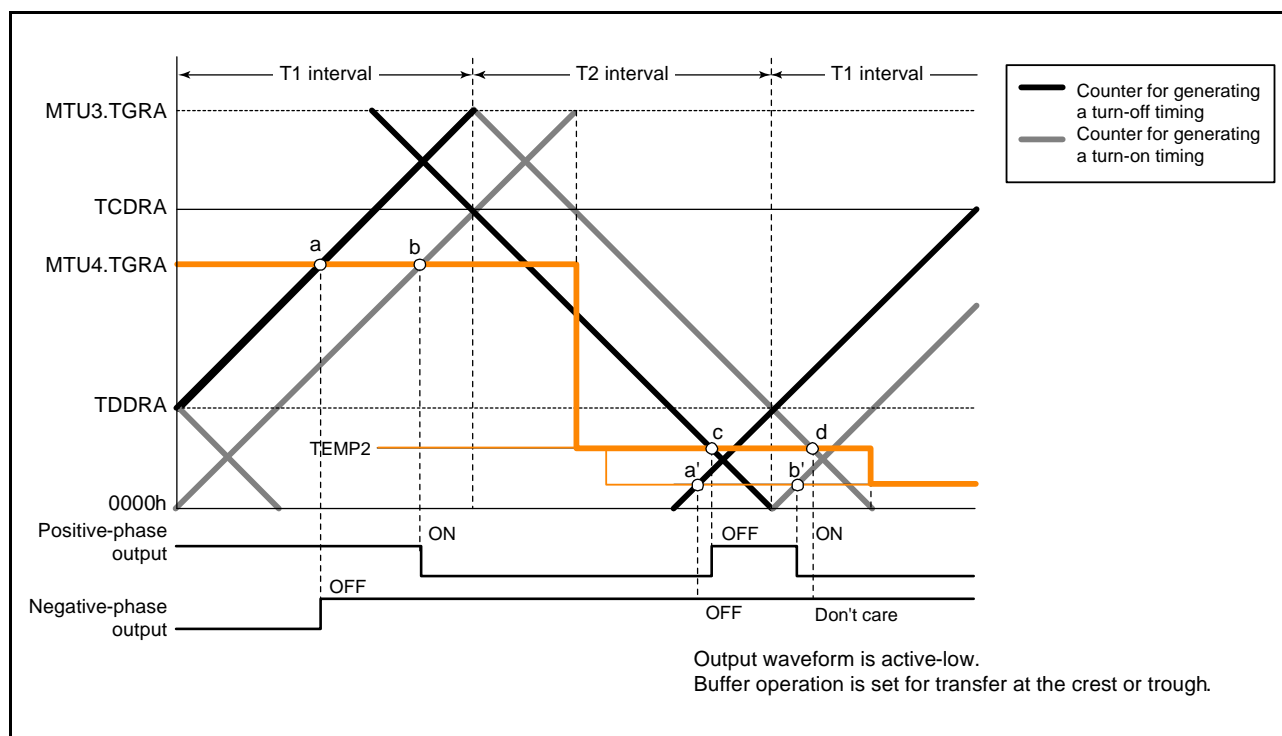 T1 interval
T2 interval
T1 interval
Counter for generating
a turn-off timing
Counter for generating
a turn-on timing
MTU3.TGRA
TCDRA
MTU4.TGRA
a
b
TDDRA
TEMP2
c
d
a'
b'
0000h
Positive-phase
output
ON
OFF
ON
Negative-phase
output
OFF
OFF
Don't care
Output waveform is active-low.
Buffer operation is set for transfer at the crest or trough.